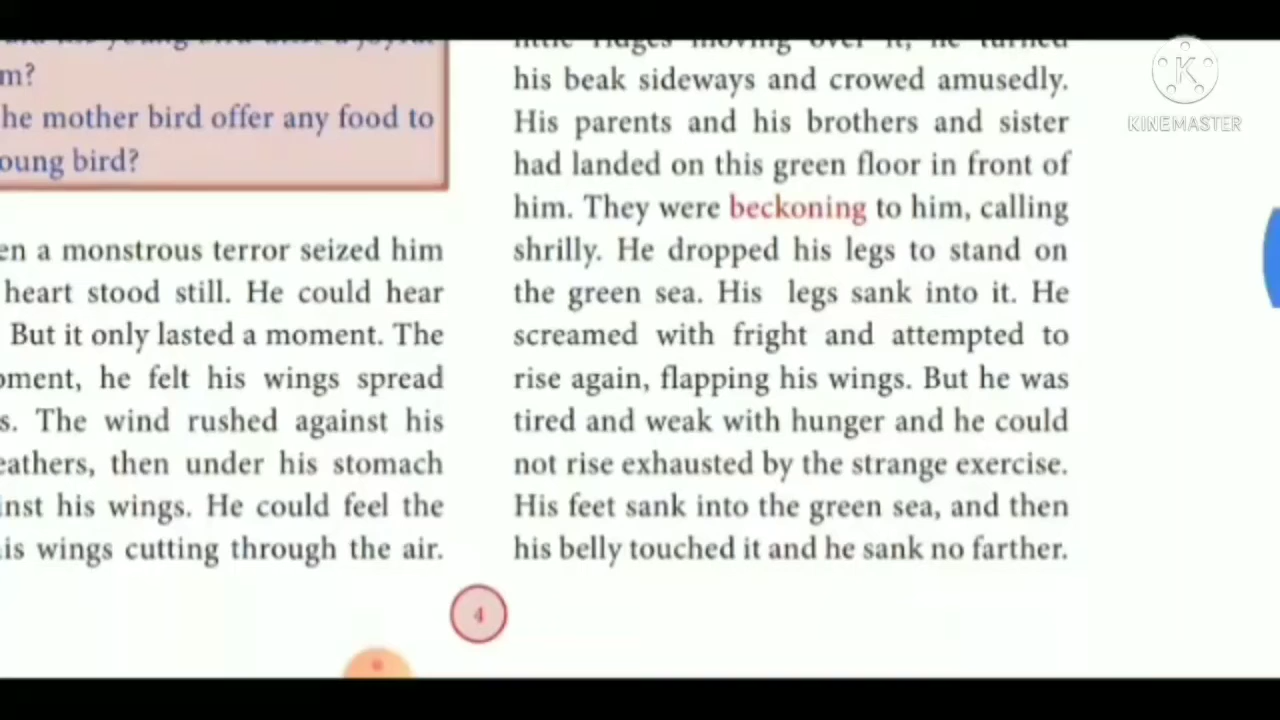 m?
he mother bird offer any food to
oung bird?
en a monstrous terror seized him
heart stood still. He could hear
But it only lasted a moment. The
oment, he felt his wings spread
s. The wind rushed against his
eathers, then under his stomach
inst his wings. He could feel the
is wings cutting through the air.
little ridges moving over it, he turned
his beak sideways and crowed amusedly.
His parents and his brothers and sister
had landed on this green floor in front of
him. They were beckoning to him, calling
shrilly. He dropped his legs to stand on
the green sea. His legs sank into it. He
screamed with fright and attempted to
rise again, flapping his wings. But he was
tired and weak with hunger and he could
not rise exhausted by the strange exercise.
His feet sank into the green sea, and then
his belly touched it and he sank no farther.
4
K
KINEMASTER